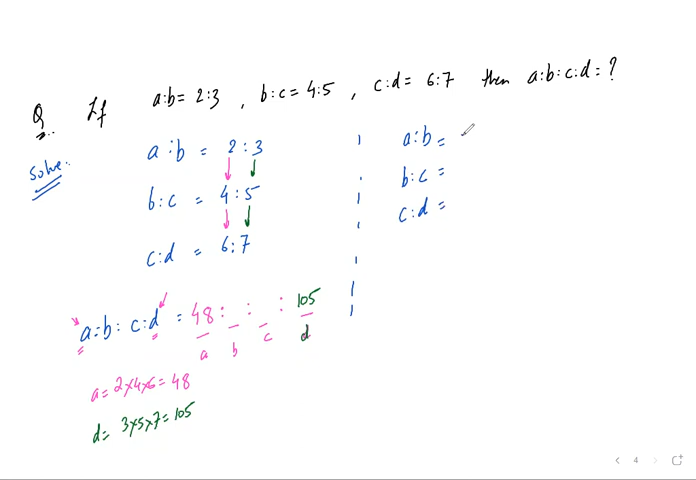 Q. If a:b = 2:3 , b:c = 4:5 , c:d = 6:7 then a:b:c:d = ?
Solve.
a:b = 2:3
b:c = 4:5
c:d = 6:7
a:b: c:d = 48: _ : _ : 105
a b c d
a = 2×4×6 = 48
d = 3×5×7 = 105
a:b =
b:c =
c:d =
4